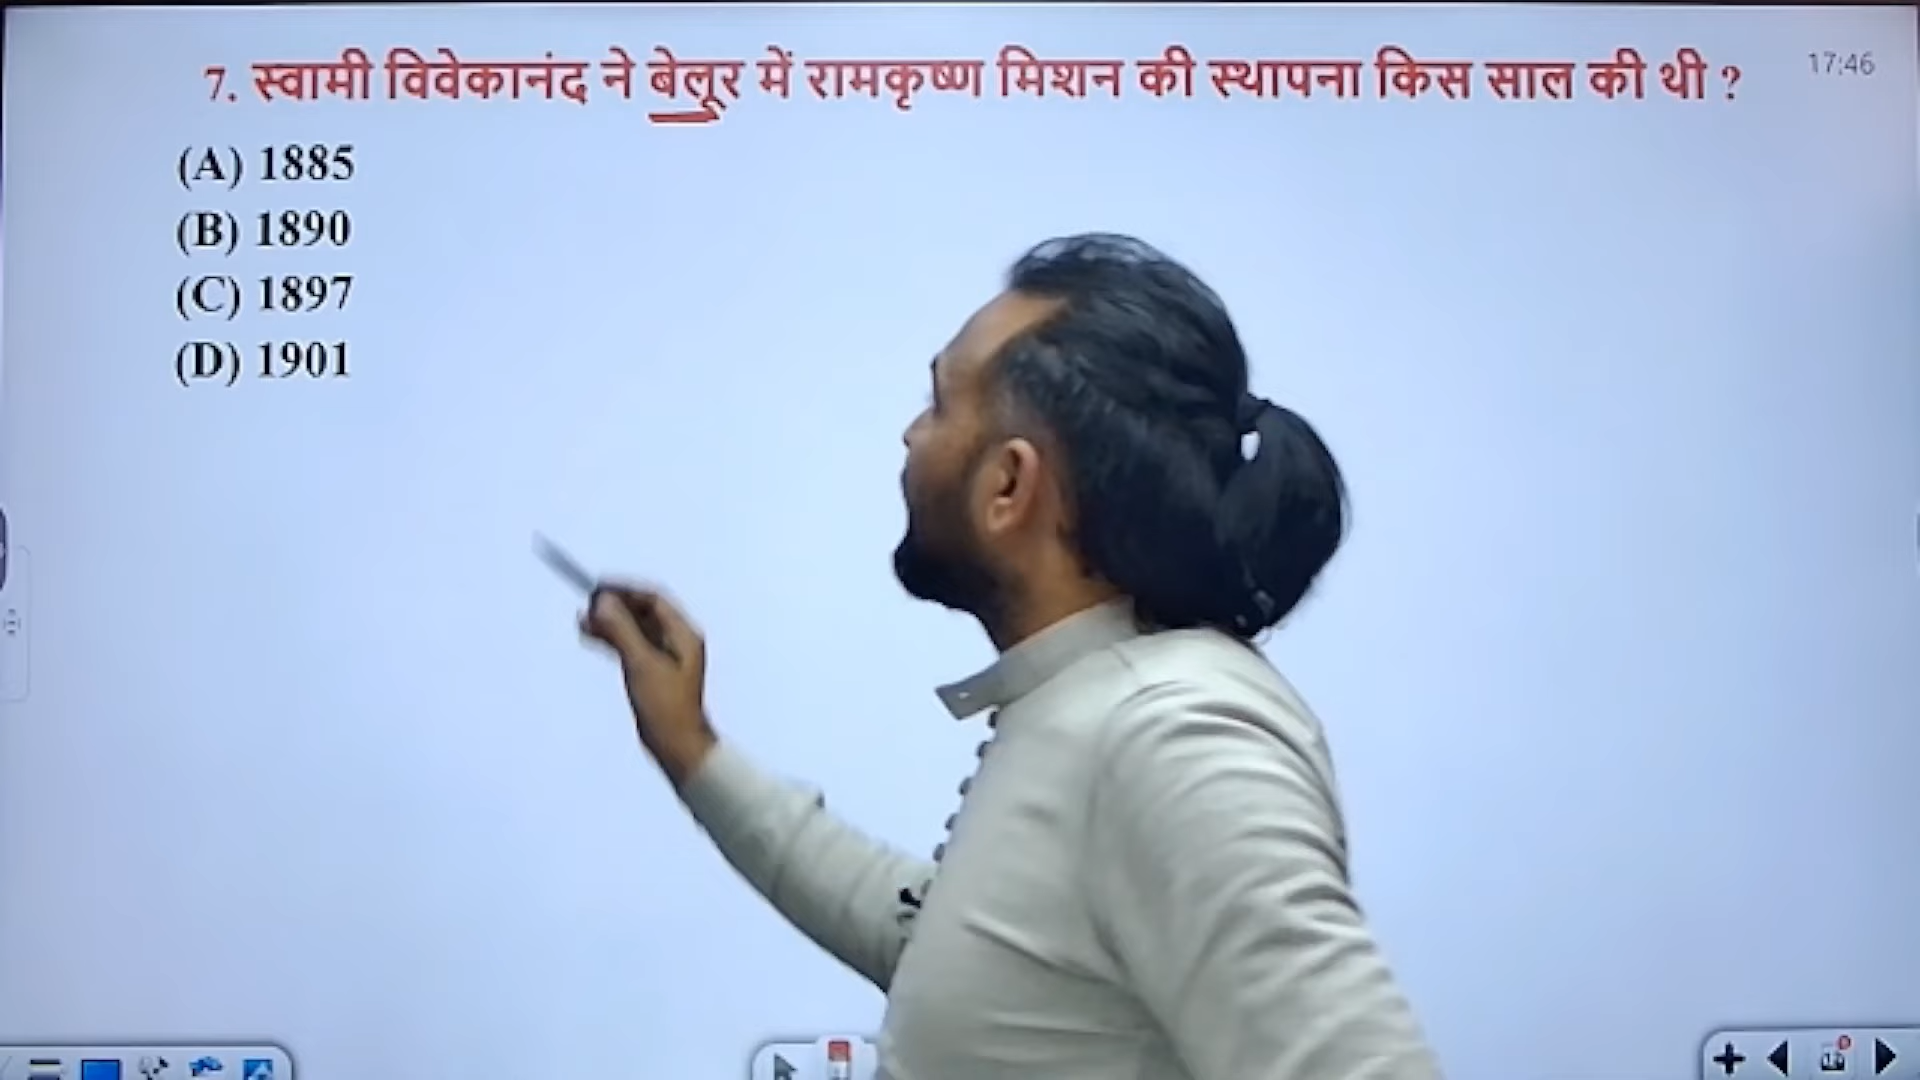 7. स्वामी विवेकानंद ने बेलूर में रामकृष्ण मिशन की स्थापना किस साल की थी ?
17:46
(A) 1885
(B) 1890
(C) 1897
(D) 1901